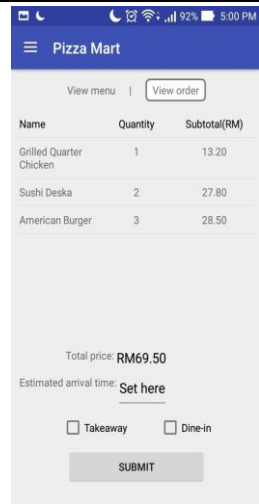 92% 5:00 PM
Pizza Mart
View menu | View order
Name Quantity Subtotal(RM)
Grilled Quarter Chicken 1 13.20
Sushi Deska 2 27.80
American Burger 3 28.50
Total price: RM69.50
Estimated arrival time: Set here
Takeaway Dine-in
SUBMIT